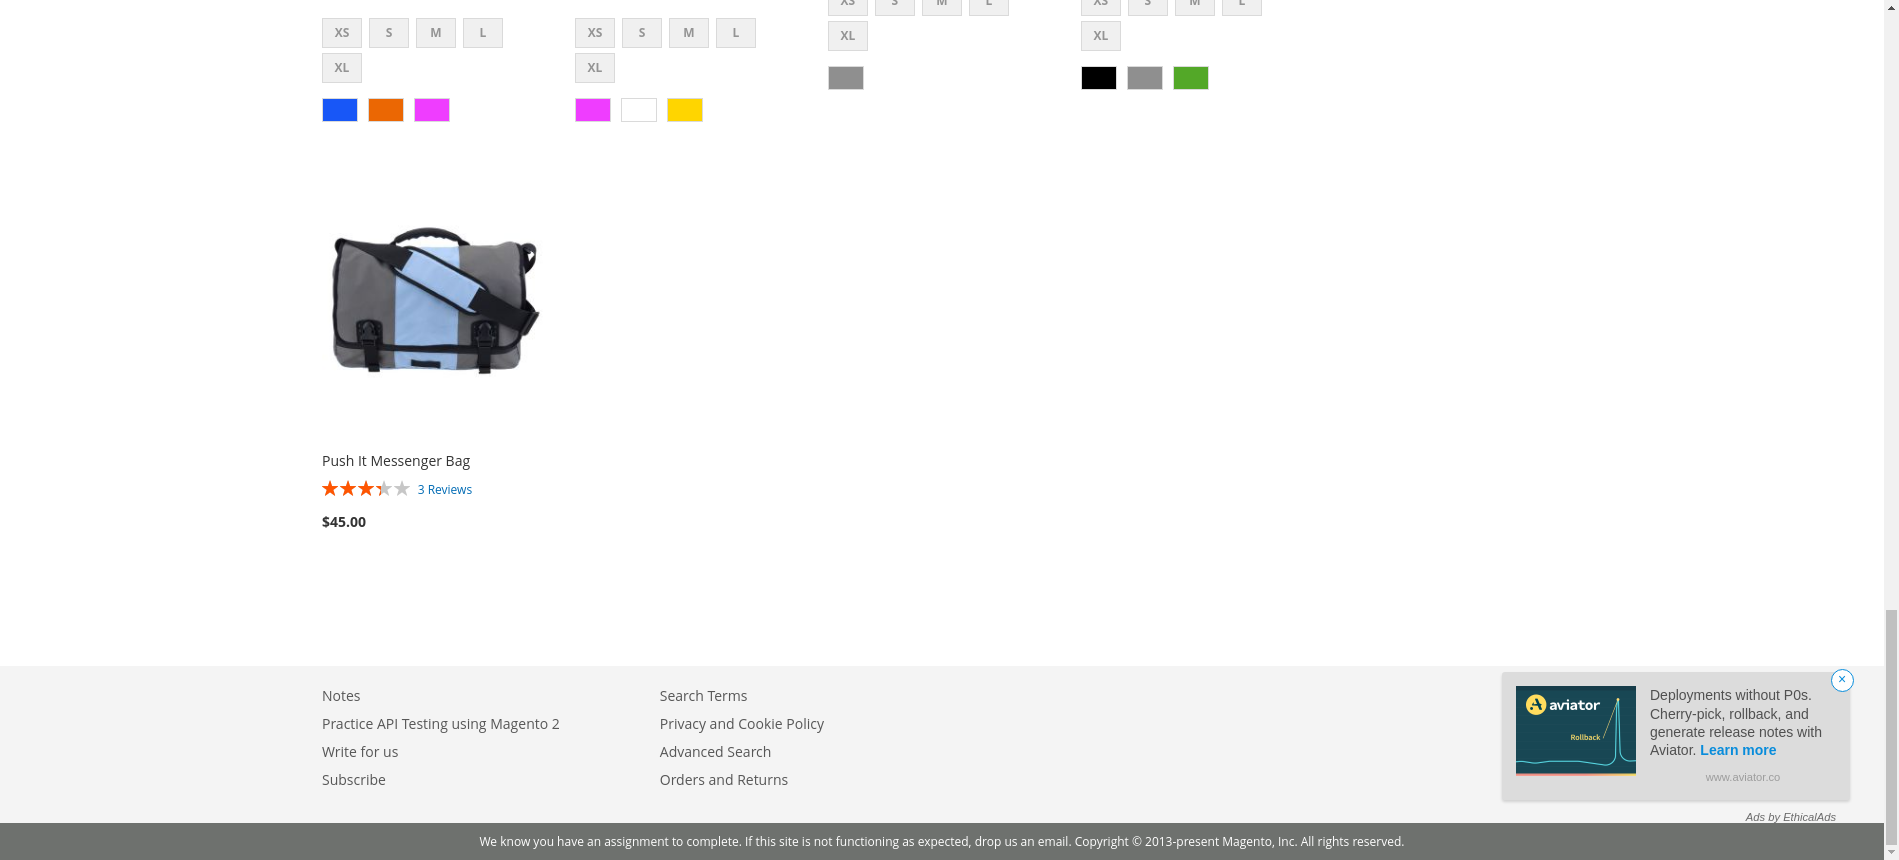 XS S M L
XL
XS S M L
XL
XS S M L
XL
XS S M L
XL
Push It Messenger Bag
3 Reviews
$45.00
Notes
Practice API Testing using Magento 2
Write for us
Subscribe
Search Terms
Privacy and Cookie Policy
Advanced Search
Orders and Returns
aviator
Rollback
Deployments without P0s.
Cherry-pick, rollback, and
generate release notes with
Aviator. Learn more
www.aviator.co
Ads by EthicalAds
We know you have an assignment to complete. If this site is not functioning as expected, drop us an email. Copyright © 2013-present Magento, Inc. All rights reserved.